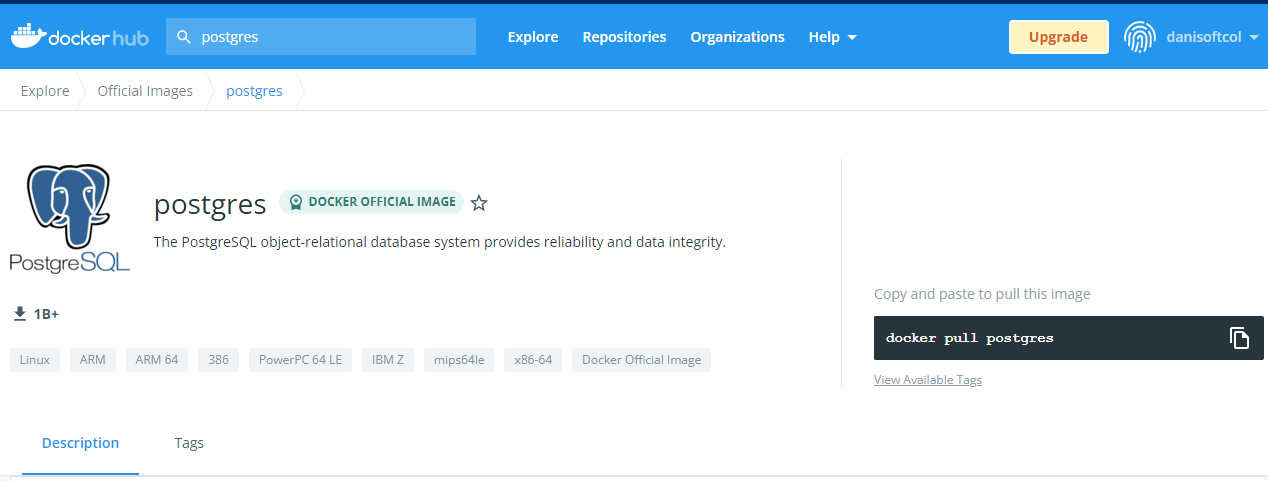 docker hub postgres Explore Repositories Organizations Help Upgrade danisoftcol
Explore Official Images postgres
PostgreSQL
postgres DOCKER OFFICIAL IMAGE
The PostgreSQL object-relational database system provides reliability and data integrity.
1B+
Linux ARM ARM 64 386 PowerPC 64 LE IBM Z mips64le x86-64 Docker Official Image
Copy and paste to pull this image
docker pull postgres
View Available Tags
Description Tags